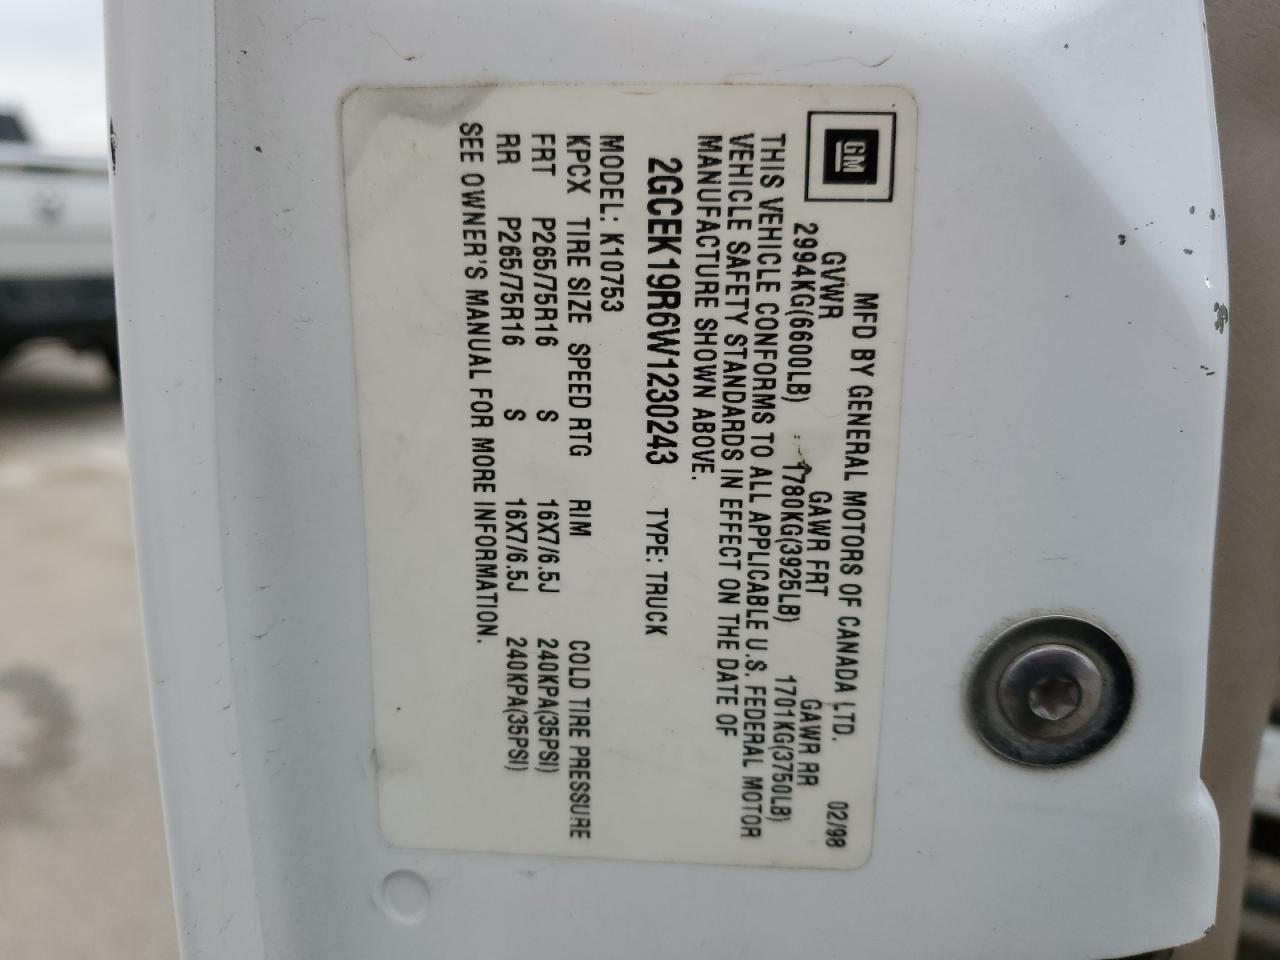 GM
MFD BY GENERAL MOTORS OF CANADA LTD. 02/98
GVWR GAWR FRT GAWR RR
2994KG(6600LB) 1780KG(3925LB) 1701KG(3750LB)
THIS VEHICLE CONFORMS TO ALL APPLICABLE U.S. FEDERAL MOTOR
VEHICLE SAFETY STANDARDS IN EFFECT ON THE DATE OF
MANUFACTURE SHOWN ABOVE.
2GCEK19R6W1230243 TYPE: TRUCK
MODEL: K10753
KPCX TIRE SIZE SPEED RTG RIM COLD TIRE PRESSURE
FRT P265/75R16 S 16X7/6.5J 240KPA(35PSI)
RR P265/75R16 S 16X7/6.5J 240KPA(35PSI)
SEE OWNER'S MANUAL FOR MORE INFORMATION.